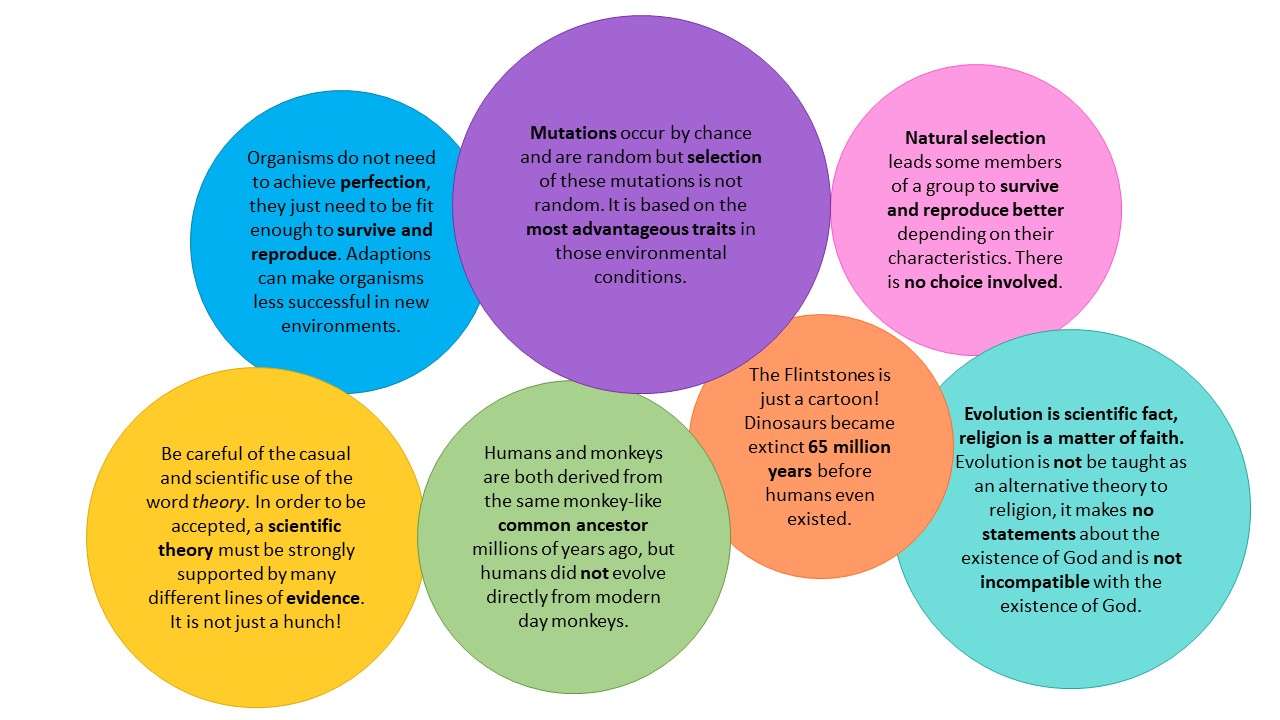 Organisms do not need
to achieve perfection,
they just need to be fit
enough to survive and
reproduce. Adaptions
can make organisms
less successful in new
environments.
Mutations occur by chance
and are random but selection
of these mutations is not
random. It is based on the
most advantageous traits in
those environmental
conditions.
Natural selection
leads some members
of a group to survive
and reproduce better
depending on their
characteristics. There
is no choice involved.
Be careful of the casual
and scientific use of the
word theory. In order to be
accepted, a scientific
theory must be strongly
supported by many
different lines of evidence.
It is not just a hunch!
Humans and monkeys
are both derived from
the same monkey-like
common ancestor
millions of years ago, but
humans did not evolve
directly from modern
day monkeys.
The Flintstones is
just a cartoon!
Dinosaurs became
extinct 65 million
years before
humans even
existed.
Evolution is scientific fact,
religion is a matter of faith.
Evolution is not be taught as
an alternative theory to
religion, it makes no
statements about the
existence of God and is not
incompatible with the
existence of God.